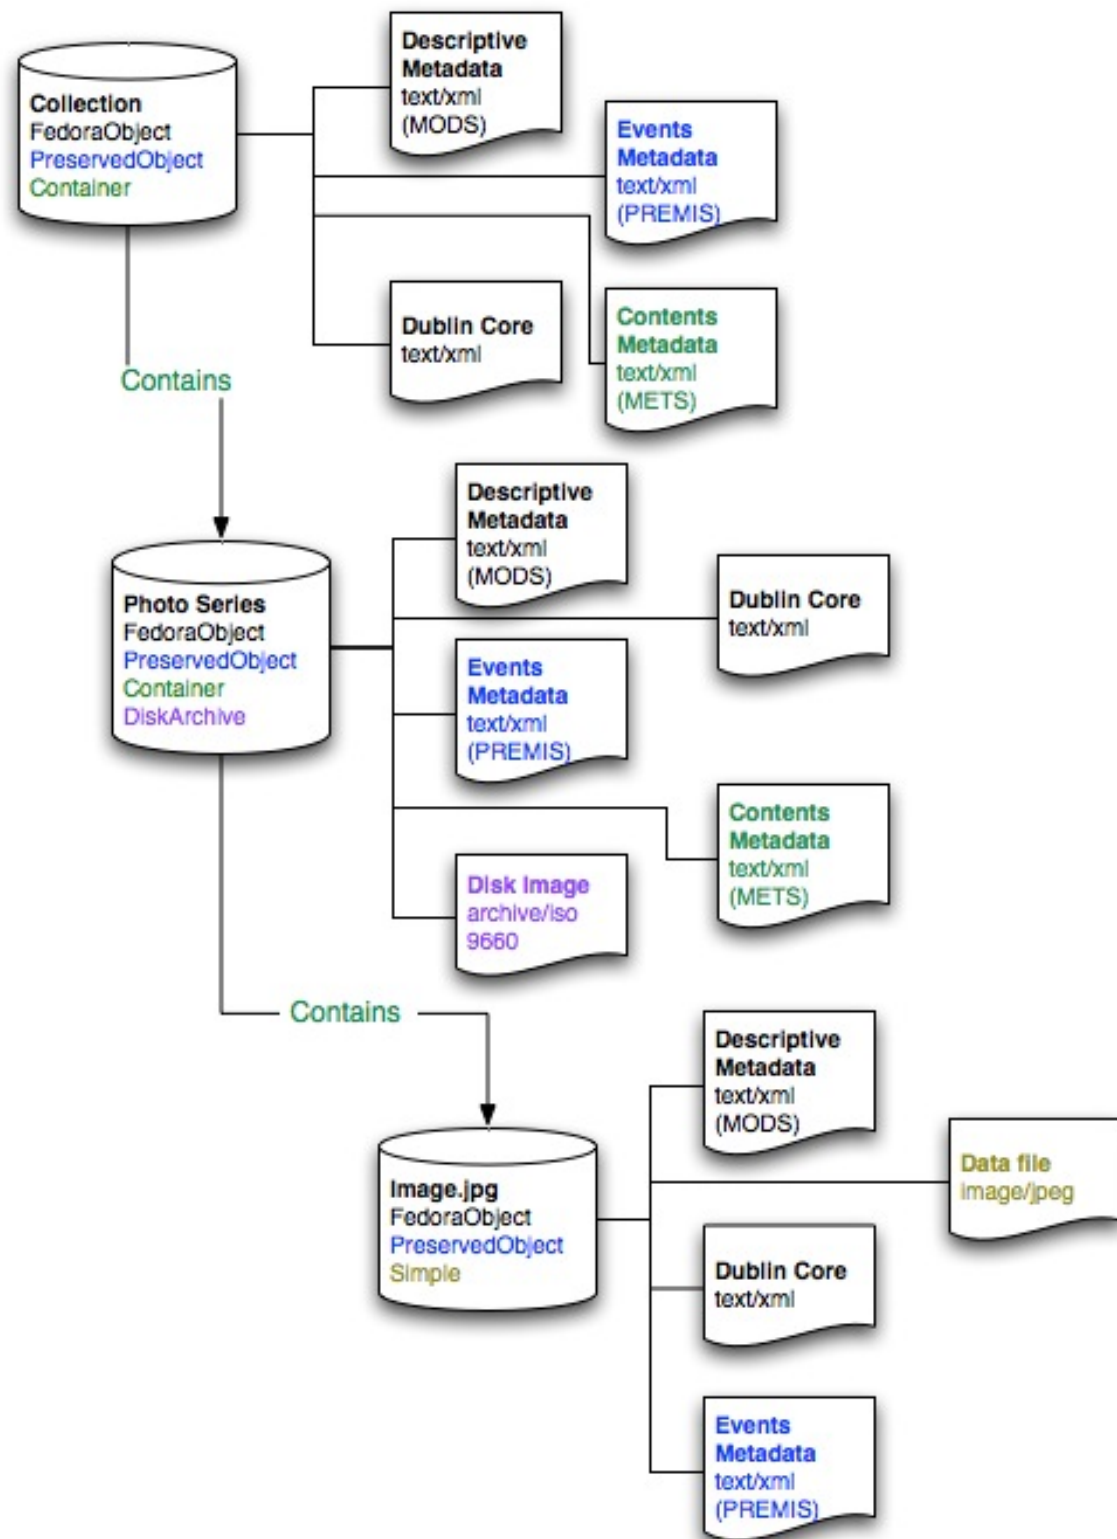 Collection
FedoraObject
PreservedObject
Container
Descriptive
Metadata
text/xml
(MODS)
Events
Metadata
text/xml
(PREMIS)
Dublin Core
text/xml
Contents
Metadata
text/xml
(METS)
Contains
Photo Series
FedoraObject
PreservedObject
Container
DiskArchive
Descriptive
Metadata
text/xml
(MODS)
Dublin Core
text/xml
Events
Metadata
text/xml
(PREMIS)
Contents
Metadata
text/xml
(METS)
Disk Image
archive/iso
9660
Contains
Image.jpg
FedoraObject
PreservedObject
Simple
Descriptive
Metadata
text/xml
(MODS)
Data file
image/jpeg
Dublin Core
text/xml
Events
Metadata
text/xml
(PREMIS)